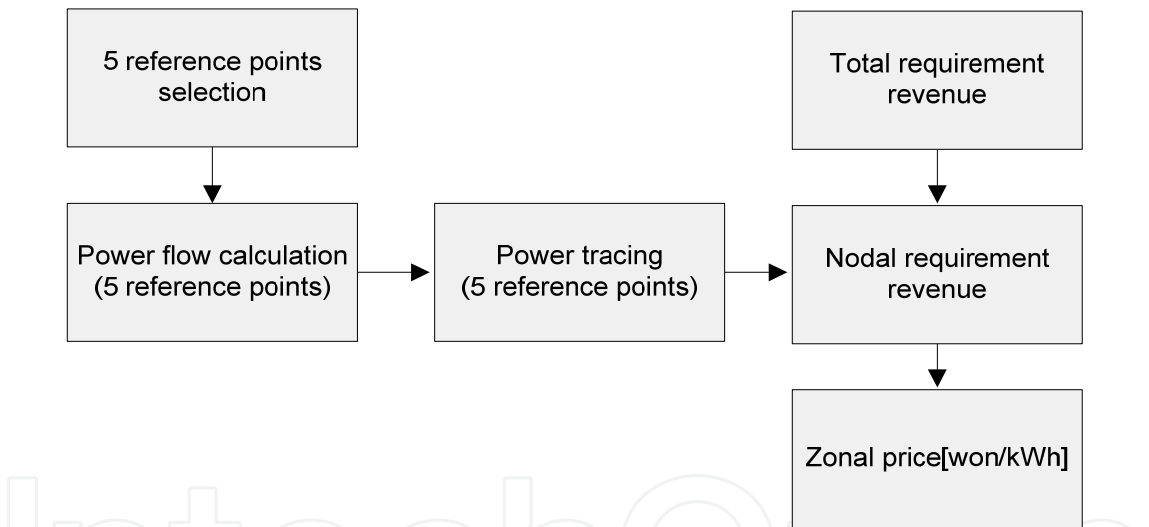 5 reference points
selection
Total requirement
revenue
Power flow calculation
(5 reference points)
Power tracing
(5 reference points)
Nodal requirement
revenue
Zonal price[won/kWh]